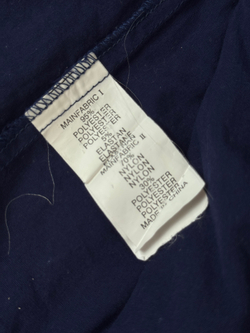 MAINFABRIC I
95%
POLYESTER
POLYESTER
POLYESTER
5%
ELASTAN
ELASTANE
ELASTANE
MAINFABRIC II
70%
NYLON
NYLON
NYLON
30%
POLYESTER
POLYESTER
POLYESTER
MADE IN CHINA